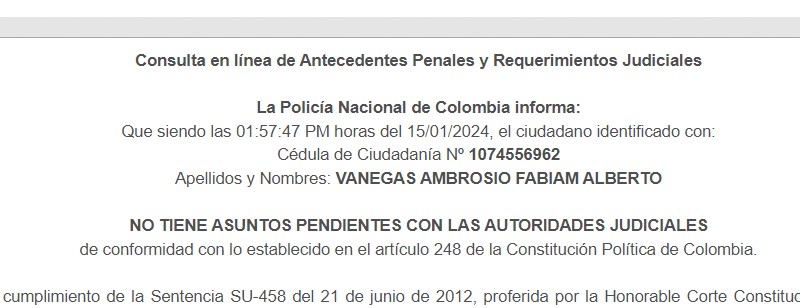 Consulta en línea de Antecedentes Penales y Requerimientos Judiciales
La Policía Nacional de Colombia informa:
Que siendo las 01:57:47 PM horas del 15/01/2024, el ciudadano identificado con:
Cédula de Ciudadanía Nº 1074556962
Apellidos y Nombres: VANEGAS AMBROSIO FABIAM ALBERTO
NO TIENE ASUNTOS PENDIENTES CON LAS AUTORIDADES JUDICIALES
de conformidad con lo establecido en el artículo 248 de la Constitución Política de Colombia.
cumplimiento de la Sentencia SU-458 del 21 de junio de 2012, proferida por la Honorable Corte Constituc